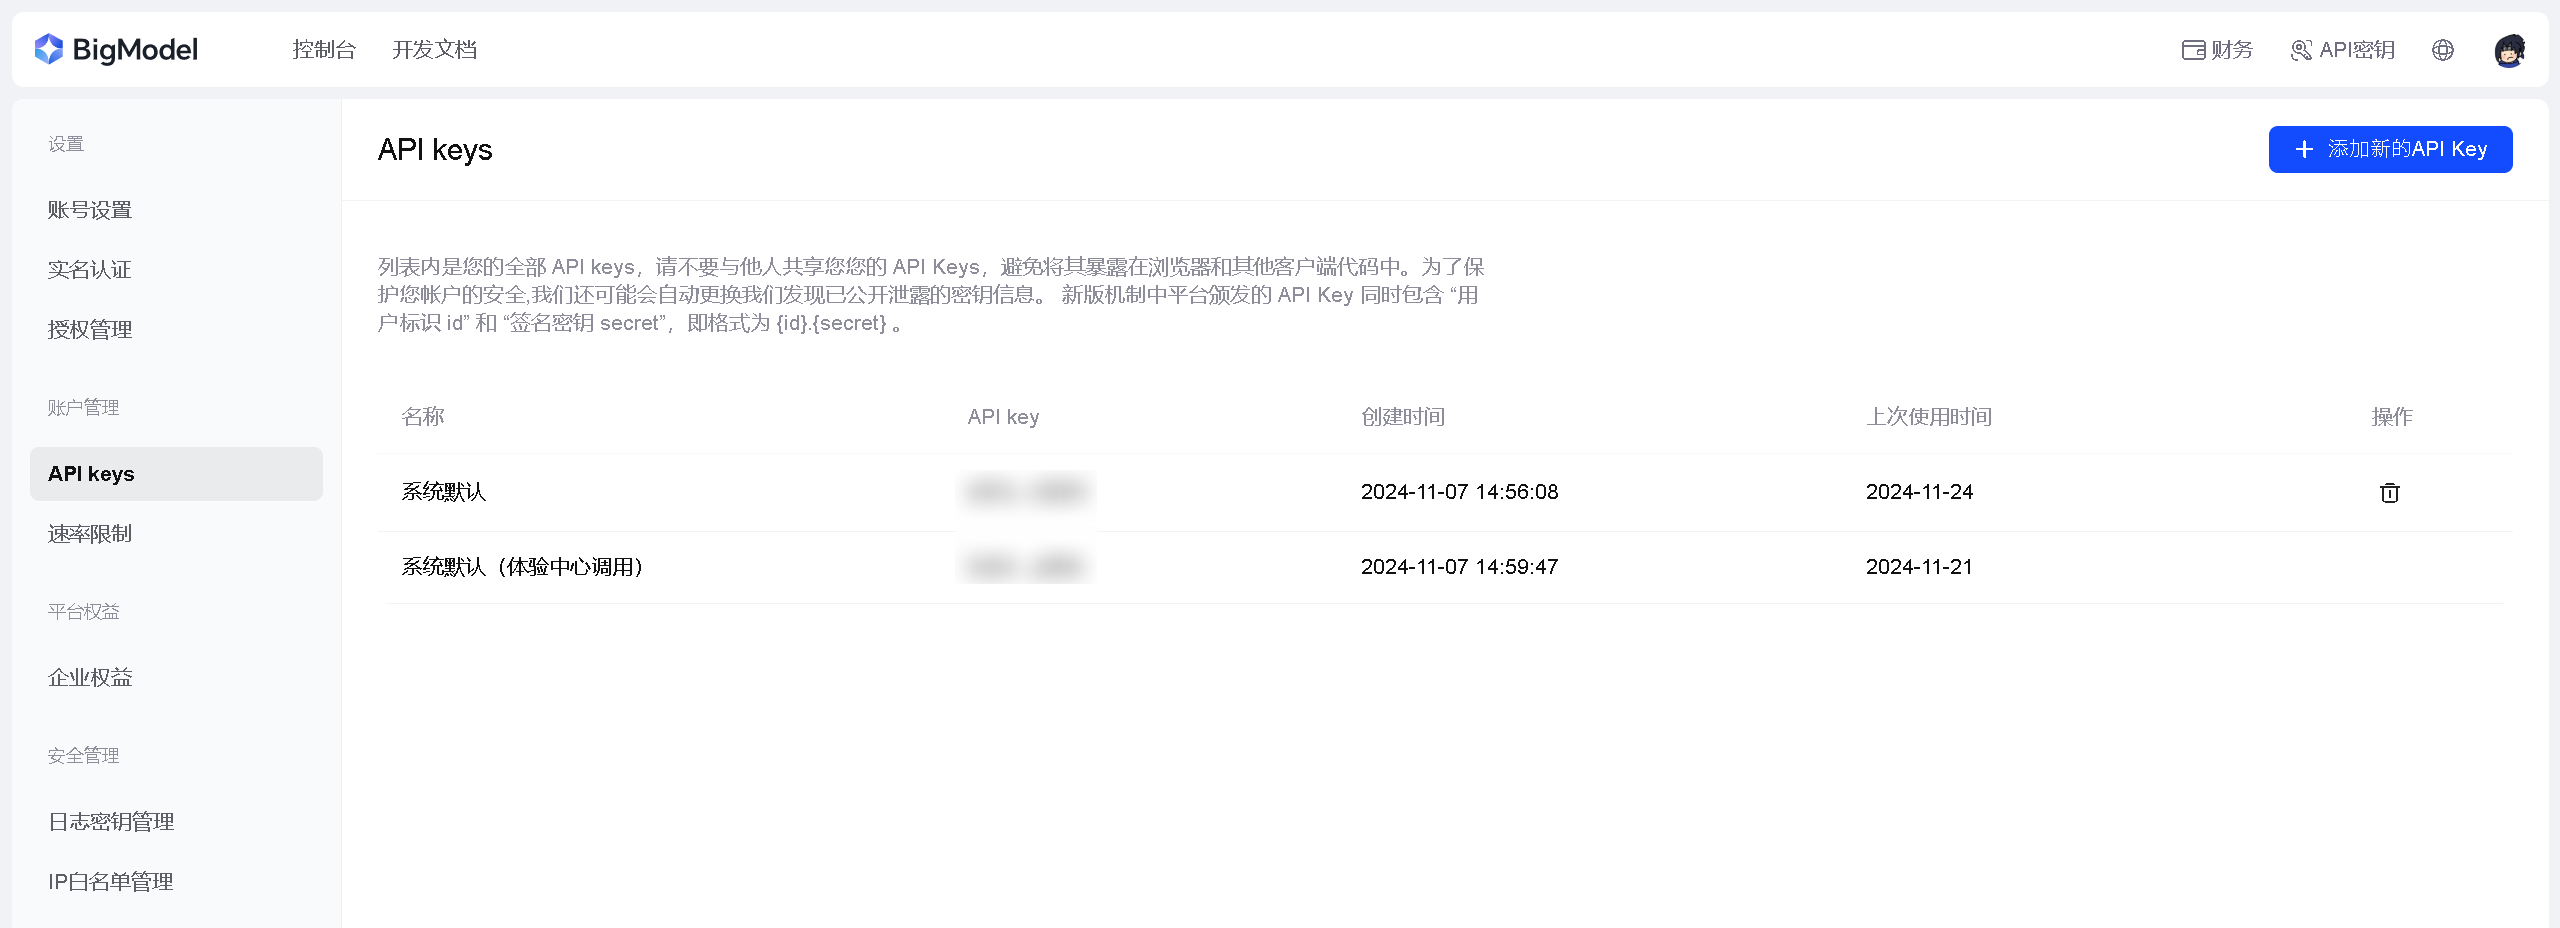 BigModel
控制台
开发文档
财务
API密钥
设置
账号设置
实名认证
授权管理
账户管理
API keys
速率限制
平台权益
企业权益
安全管理
日志密钥管理
IP白名单管理
API keys
添加新的API Key
列表内是您的全部 API keys，请不要与他人共享您您的 API Keys，避免将其暴露在浏览器和其他客户端代码中。为了保
护您帐户的安全,我们还可能会自动更换我们发现已公开泄露的密钥信息。 新版机制中平台颁发的 API Key 同时包含 “用
户标识 id” 和 “签名密钥 secret”，即格式为 {id}.{secret} 。
名称 API key 创建时间 上次使用时间 操作
系统默认 2024-11-07 14:56:08 2024-11-24
系统默认（体验中心调用） 2024-11-07 14:59:47 2024-11-21